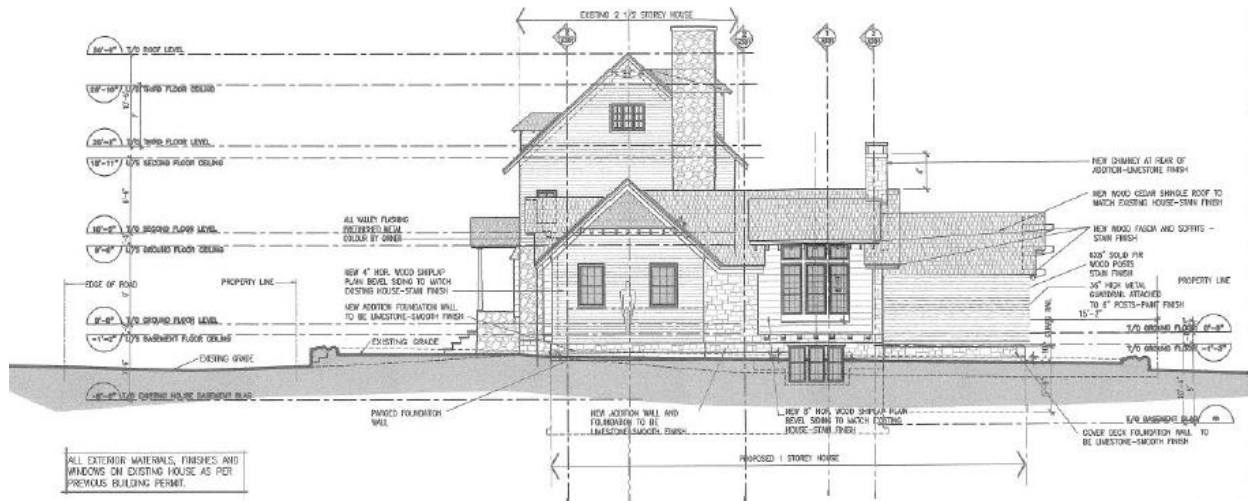 EXISTING 2 1/2 STOREY HOUSE
T/O ROOF LEVEL
U/S THIRD FLOOR CEILING
T/O THIRD FLOOR LEVEL
18'-11" U/S SECOND FLOOR CEILING
T/O SECOND FLOOR LEVEL
U/S GROUND FLOOR CEILING
T/O GROUND FLOOR LEVEL
U/S BASEMENT FLOOR CEILING
T/O EXISTING HOUSE BASEMENT SLAB
EDGE OF ROAD
PROPERTY LINE
EXISTING GRADE
EXISTING GRADE
ALL VALLEY FLASHING
PREFINISHED METAL
COLOUR BY OWNER
NEW 4" HOR. WOOD SHIPLAP
PLAIN BEVEL SIDING TO MATCH
EXISTING HOUSE-STAIN FINISH
NEW ADDITION FOUNDATION WALL
TO BE LIMESTONE-SMOOTH FINISH
NEW CHIMNEY AT REAR OF
ADDITION-LIMESTONE FINISH
NEW WOOD CEDAR SHINGLE ROOF TO
MATCH EXISTING HOUSE-STAIN FINISH
NEW WOOD FASCIA AND SOFFITS -
STAIN FINISH
SOLID FIR
WOOD POSTS
STAIN FINISH
36" HIGH METAL
GUARDRAIL ATTACHED
TO 6" POSTS-PAINT FINISH
15'-2"
PROPERTY LINE
T/O GROUND FLOOR
T/O BASEMENT SLAB
PARGED FOUNDATION
WALL
NEW ADDITION WALL AND
FOUNDATION TO BE
LIMESTONE-SMOOTH FINISH
NEW 8" HOR. WOOD SHIPLAP PLAIN
BEVEL SIDING TO MATCH EXISTING
HOUSE-STAIN FINISH
COVER DECK FOUNDATION WALL TO
BE LIMESTONE-SMOOTH FINISH
PROPOSED 1 STOREY HOUSE
ALL EXTERIOR MATERIALS, FINISHES AND
WINDOWS ON EXISTING HOUSE AS PER
PREVIOUS BUILDING PERMIT.